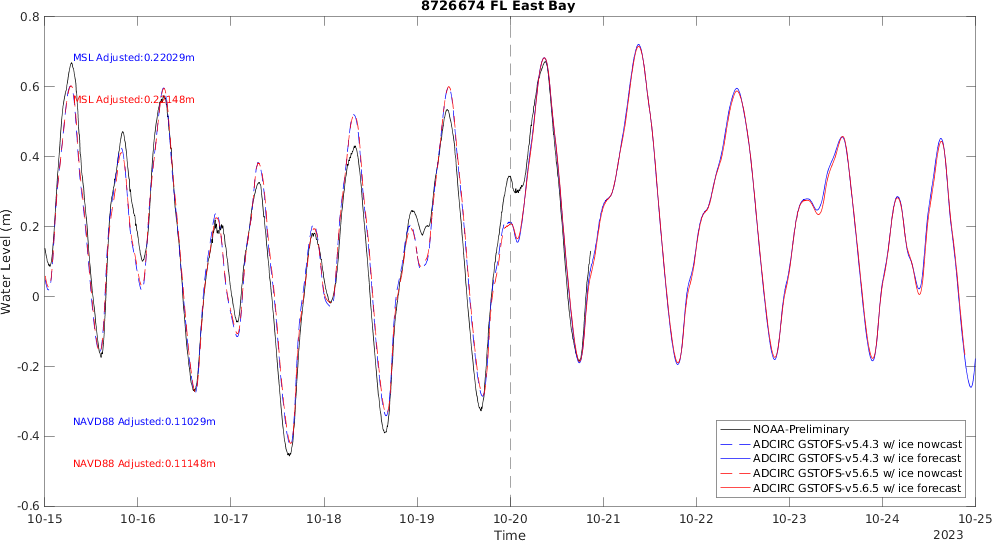 8726674 FL East Bay
0.8
0.6
0.4
0.2
0
-0.2
-0.4
-0.6
Water Level (m)
MSL Adjusted:0.22029m
MSL Adjusted:0.22148m
NAVD88 Adjusted:0.11029m
NAVD88 Adjusted:0.11148m
NOAA-Preliminary
ADCIRC GSTOFS-v5.4.3 w/ ice nowcast
ADCIRC GSTOFS-v5.4.3 w/ ice forecast
ADCIRC GSTOFS-v5.6.5 w/ ice nowcast
ADCIRC GSTOFS-v5.6.5 w/ ice forecast
10-15 10-16 10-17 10-18 10-19 10-20 10-21 10-22 10-23 10-24 10-25
Time
2023